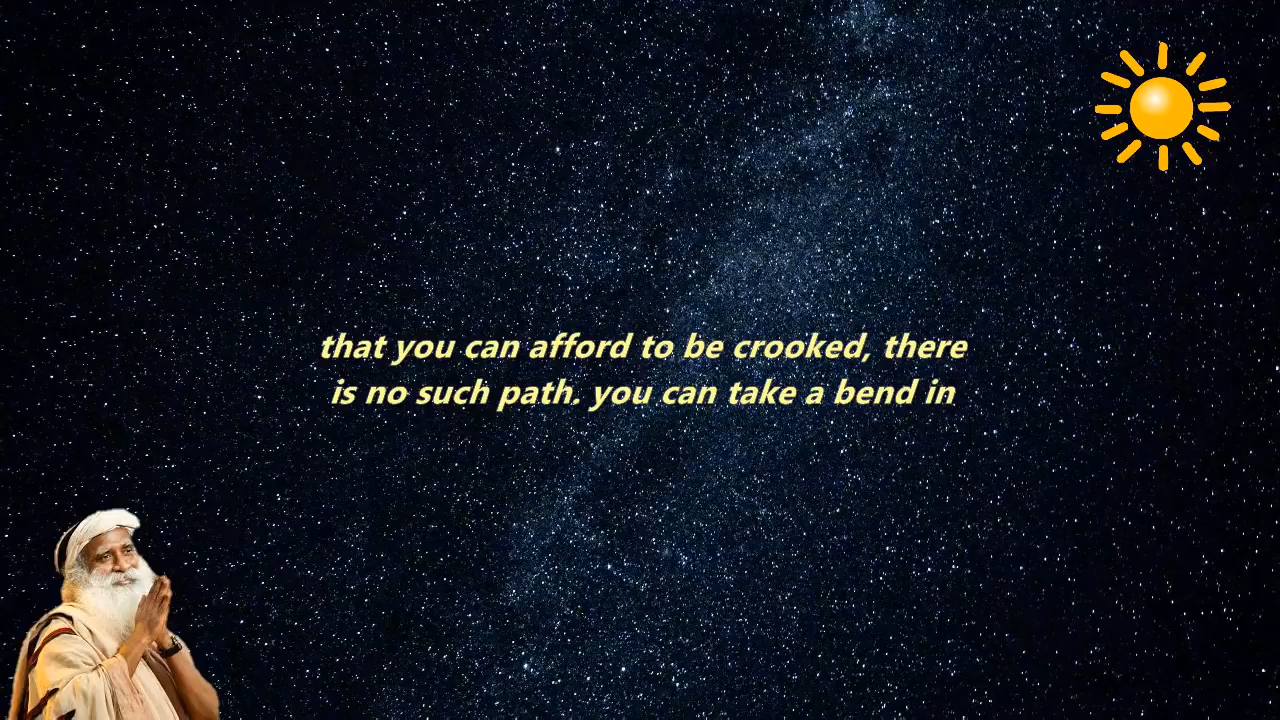 that you can afford to be crooked, there
is no such path. you can take a bend in